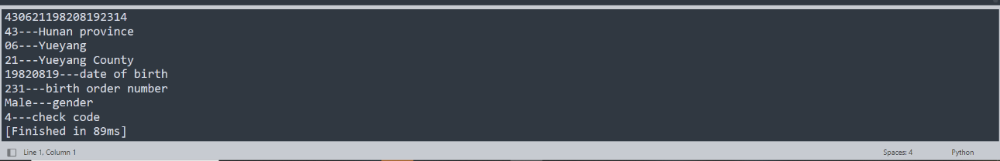 430621198208192314
43---Hunan province
06---Yueyang
21---Yueyang County
19820819---date of birth
231---birth order number
Male---gender
4---check code
[Finished in 89ms]
Line 1, Column 1
Spaces: 4
Python